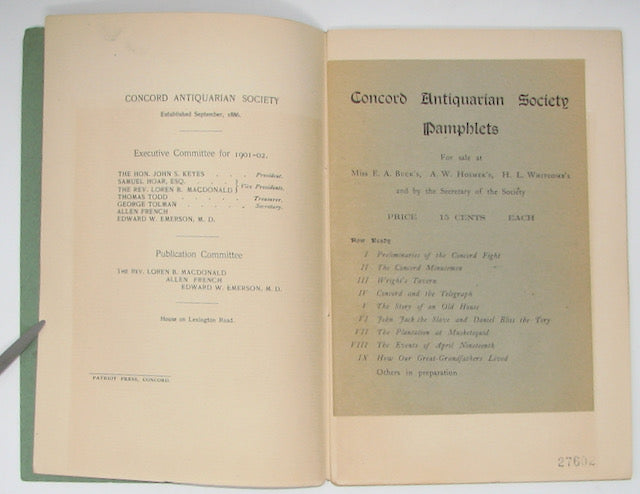 CONCORD ANTIQUARIAN SOCIETY
Established September, 1886.
Executive Committee for 1901-02.
THE HON. JOHN S. KEYES . . . President.
SAMUEL HOAR, ESQ.
THE REV. LOREN B. MACDONALD } Vice Presidents.
THOMAS TODD . . . . . Treasurer.
GEORGE TOLMAN . . . . . Secretary.
ALLEN FRENCH
EDWARD W. EMERSON, M. D.
Publication Committee
THE REV. LOREN B. MACDONALD
ALLEN FRENCH
EDWARD W. EMERSON, M. D.
House on Lexington Road.
PATRIOT PRESS, CONCORD.
Concord Antiquarian Society
Pamphlets
For sale at
Miss E. A. Buck's, A. W. Hosmer's, H. L. Whitcomb's
and by the Secretary of the Society
PRICE 15 CENTS EACH
Now Ready
I Preliminaries of the Concord Fight
II The Concord Minutemen
III Wright's Tavern
IV Concord and the Telegraph
V The Story of an Old House
VI John Jack the Slave and Daniel Bliss the Tory
VII The Plantation at Musketaquid
VIII The Events of April Nineteenth
IX How Our Great-Grandfathers Lived
Others in preparation